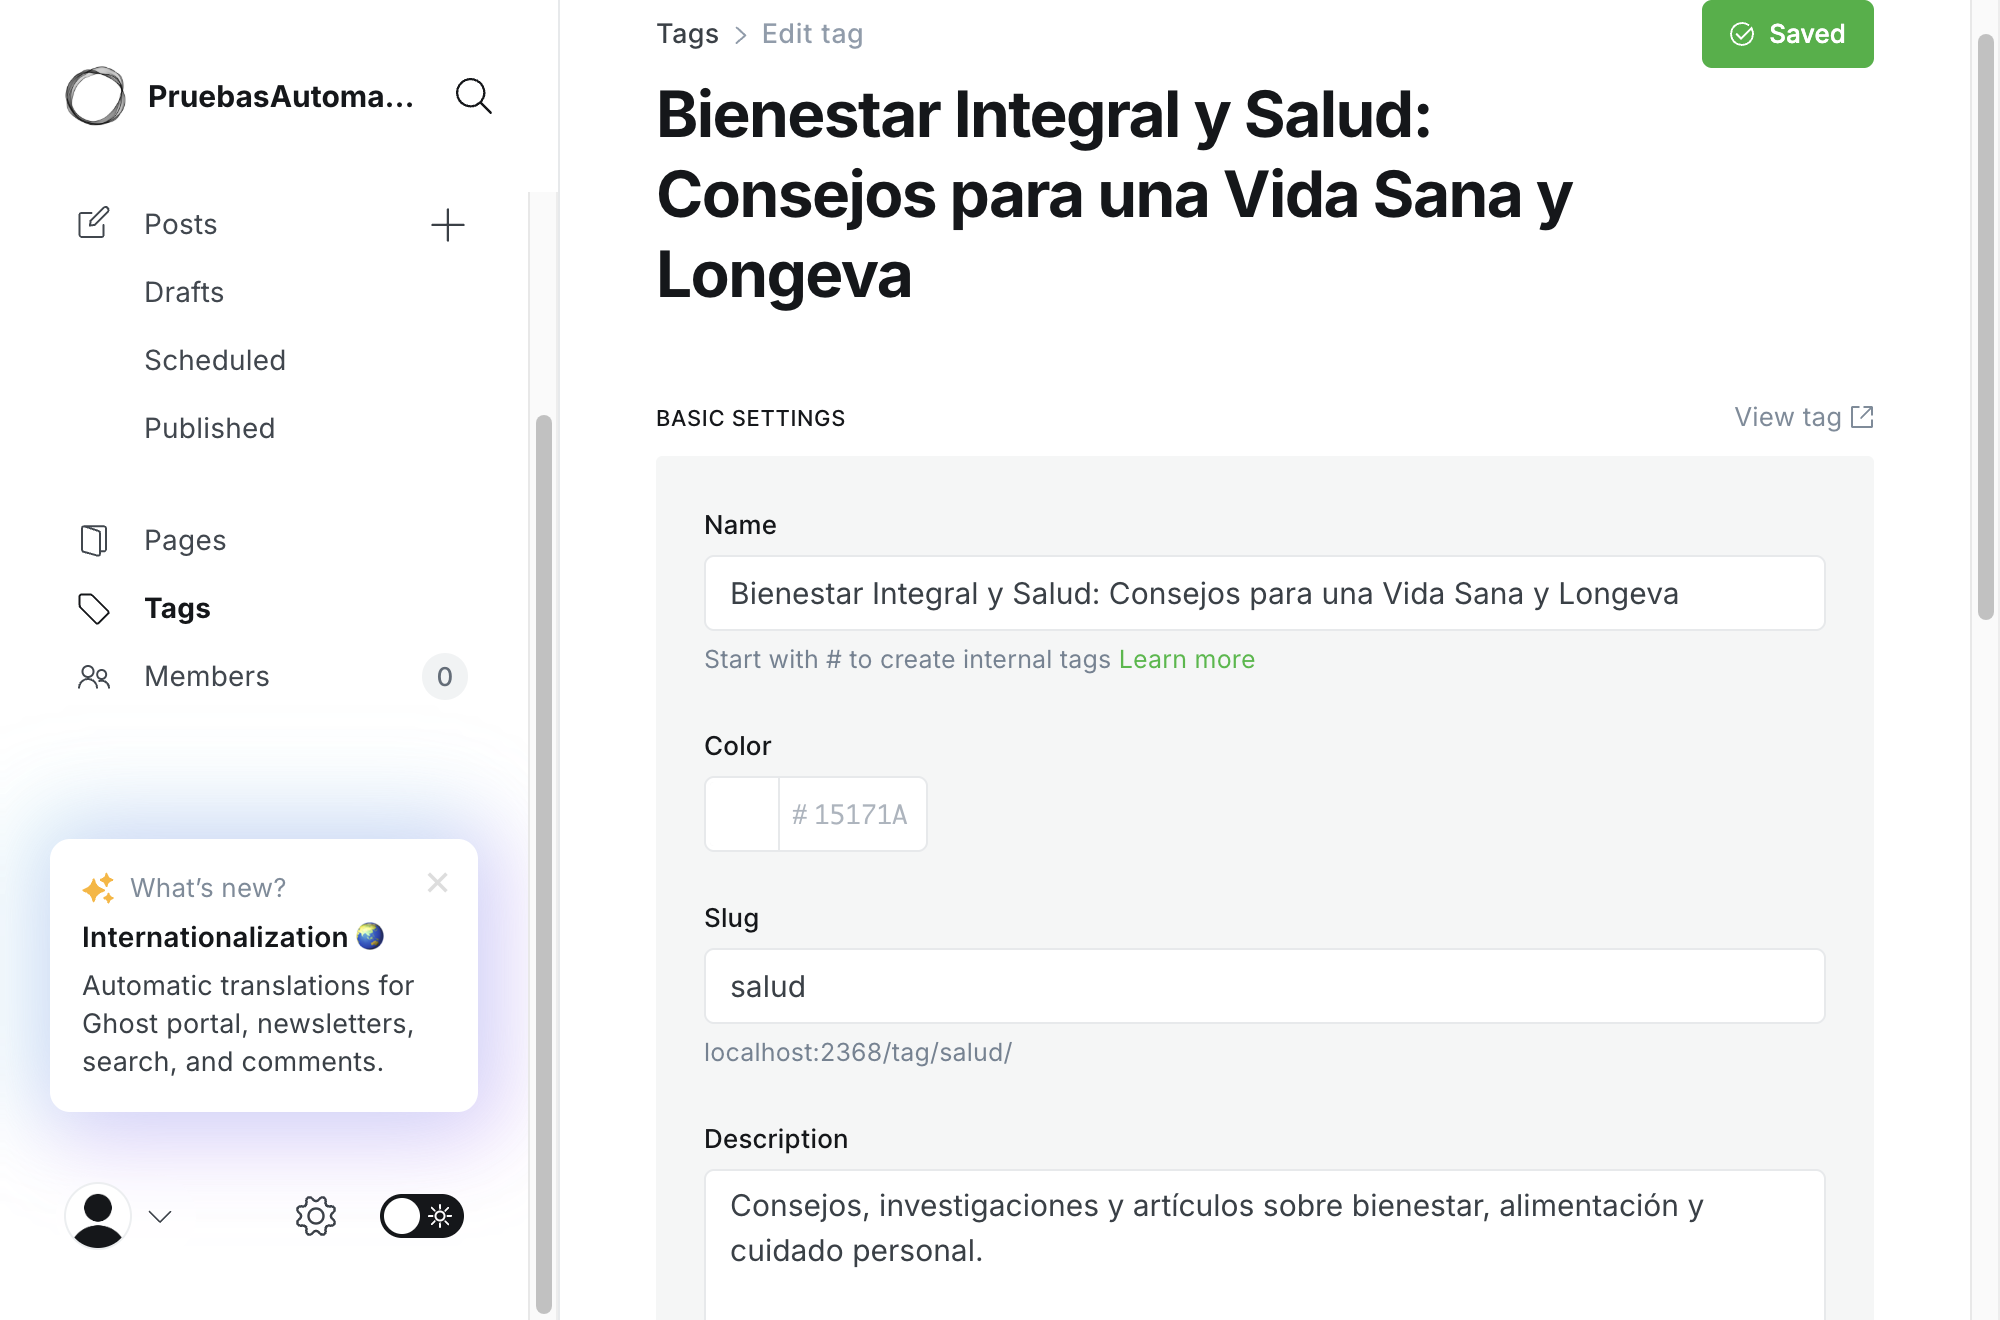 PruebasAutoma...
Posts
Drafts
Scheduled
Published
Pages
Tags
Members
0
What's new?
Internationalization
Automatic translations for
Ghost portal, newsletters,
search, and comments.
Tags > Edit tag
Saved
Bienestar Integral y Salud:
Consejos para una Vida Sana y
Longeva
BASIC SETTINGS
View tag
Name
Bienestar Integral y Salud: Consejos para una Vida Sana y Longeva
Start with # to create internal tags Learn more
Color
# 15171A
Slug
salud
localhost:2368/tag/salud/
Description
Consejos, investigaciones y artículos sobre bienestar, alimentación y
cuidado personal.